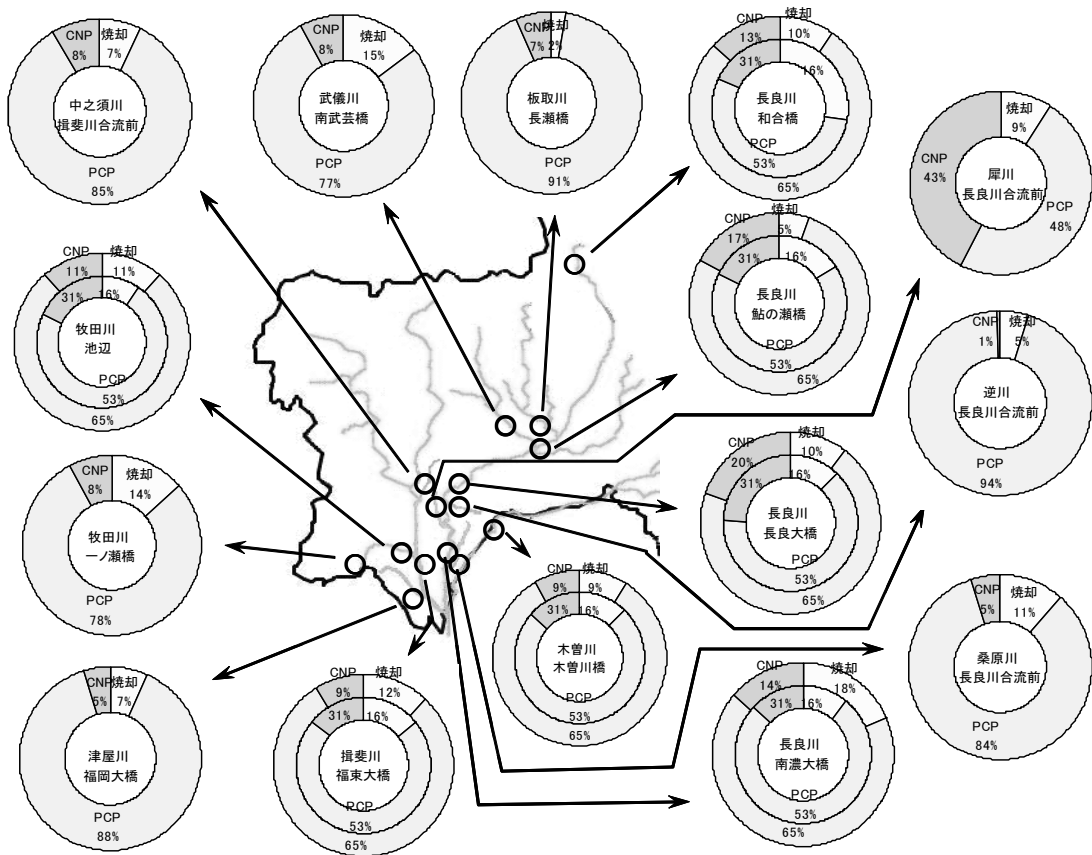 CNP
8%
焼却
7%
中之須川
揖斐川合流前
PCP
85%
CNP
8%
焼却
15%
武儀川
南武芸橋
PCP
77%
CNP
7%
焼却
2%
板取川
長瀬橋
PCP
91%
CNP
13%
焼却
10%
31%
16%
長良川
和合橋
PCP
53%
65%
焼却
9%
CNP
43%
犀川
長良川合流前
PCP
48%
CNP
17%
焼却
5%
31%
16%
長良川
鮎の瀬橋
PCP
53%
65%
CNP
11%
焼却
11%
31%
16%
牧田川
池辺
PCP
53%
65%
CNP
1%
焼却
5%
逆川
長良川合流前
PCP
94%
CNP
20%
焼却
10%
31%
16%
長良川
長良大橋
PCP
53%
65%
CNP
8%
焼却
14%
牧田川
一ノ瀬橋
PCP
78%
CNP
9%
焼却
9%
31%
16%
木曽川
木曽川橋
PCP
53%
65%
CNP
5%
焼却
11%
桑原川
長良川合流前
PCP
84%
CNP
5%
焼却
7%
津屋川
福岡大橋
PCP
88%
CNP
9%
焼却
12%
31%
16%
揖斐川
福束大橋
PCP
53%
65%
CNP
14%
焼却
18%
31%
16%
長良川
南濃大橋
PCP
53%
65%